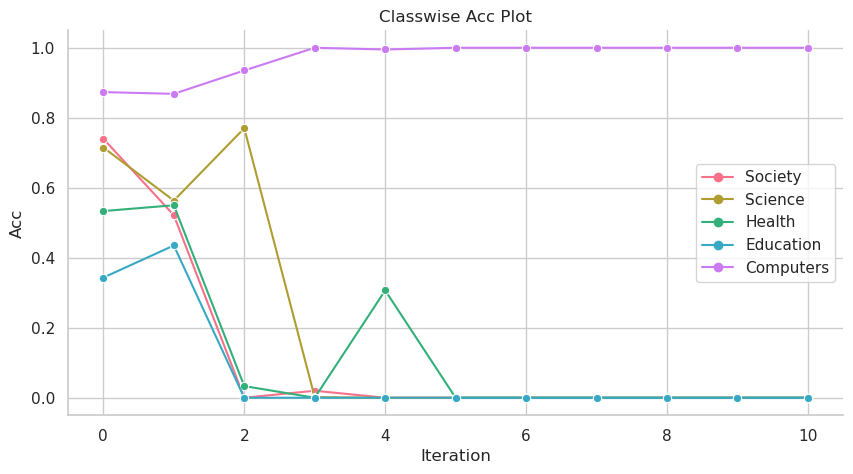 Classwise Acc Plot
1.0
0.8
0.6
0.4
0.2
0.0
Acc
Society
Science
Health
Education
Computers
0 2 4 6 8 10
Iteration